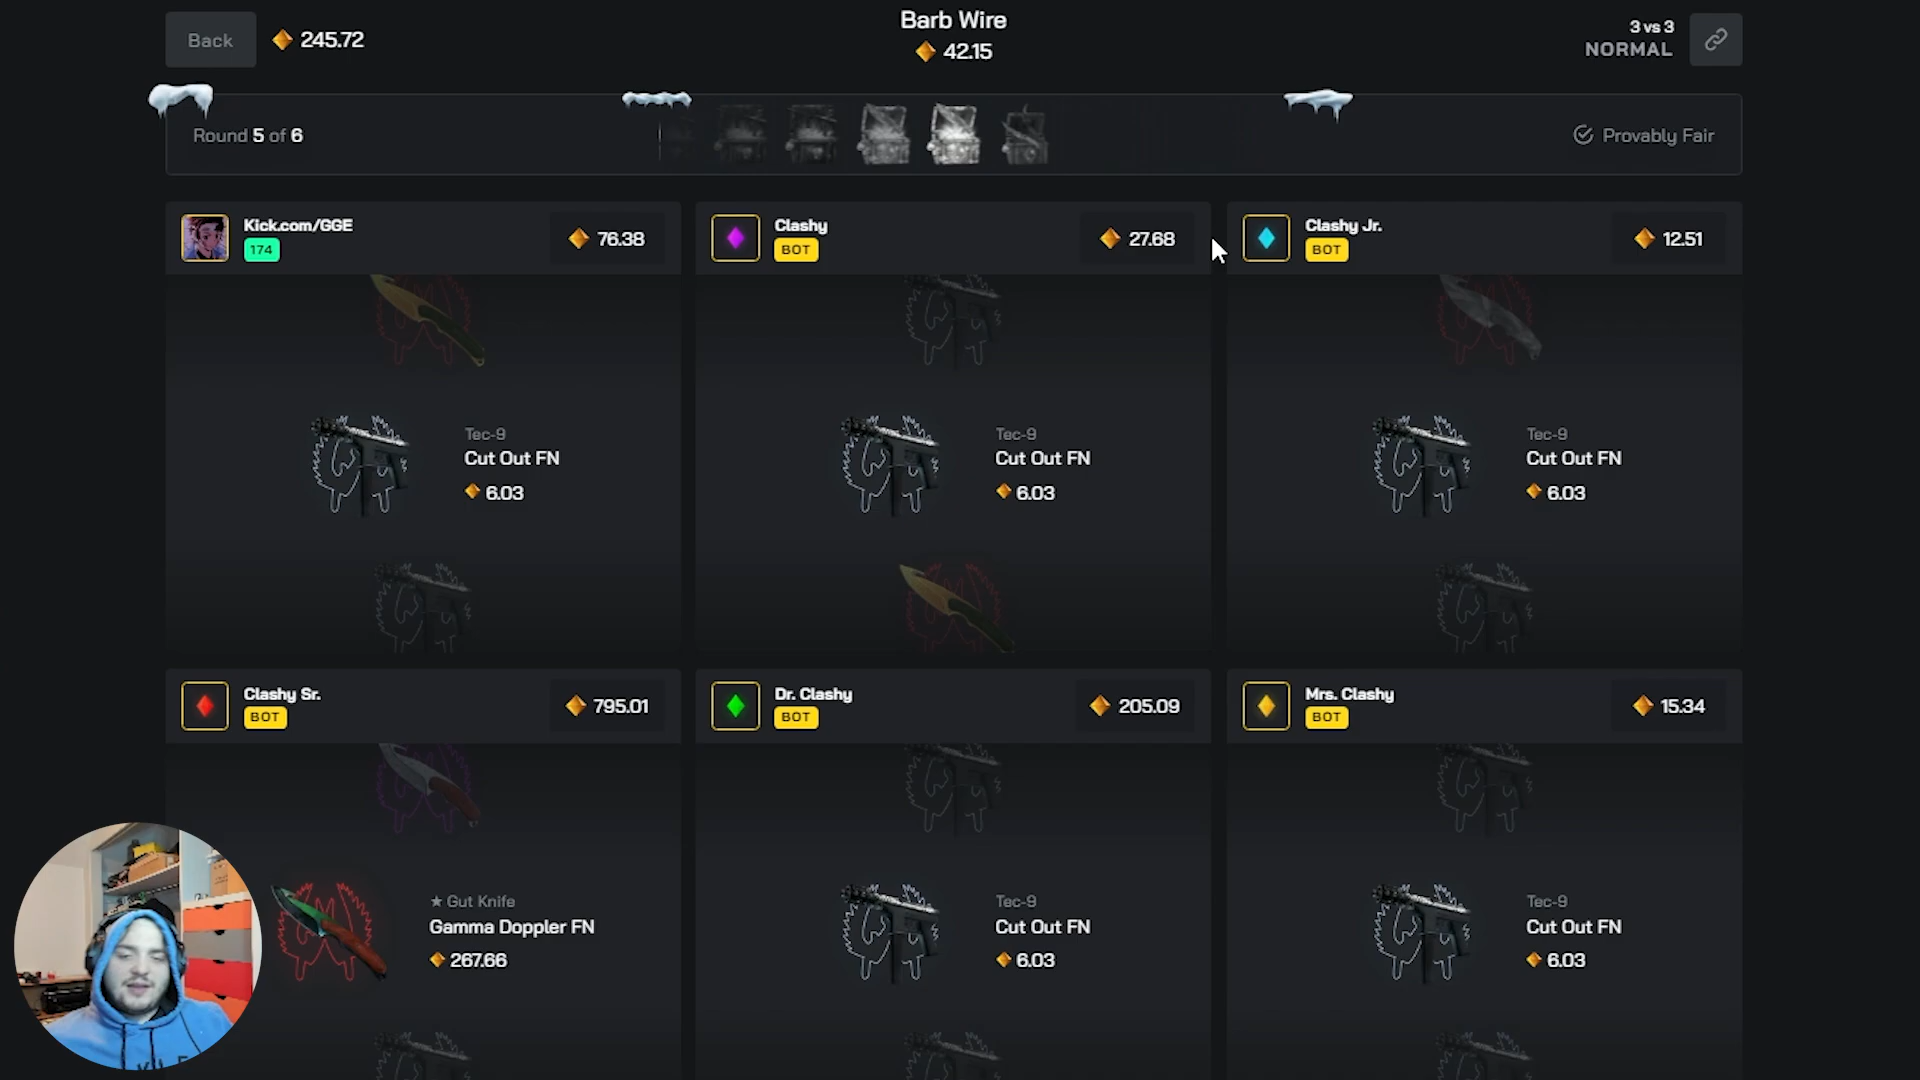 Back
245.72
Barb Wire
42.15
3 vs 3
NORMAL
Round 5 of 6
Provably Fair
Kick.com/GGE
174
76.38
Clashy
BOT
27.68
Clashy Jr.
BOT
12.51
Tec-9
Cut Out FN
6.03
Tec-9
Cut Out FN
6.03
Tec-9
Cut Out FN
6.03
Clashy Sr.
BOT
795.01
Dr. Clashy
BOT
205.09
Mrs. Clashy
BOT
15.34
★ Gut Knife
Gamma Doppler FN
267.66
Tec-9
Cut Out FN
6.03
Tec-9
Cut Out FN
6.03